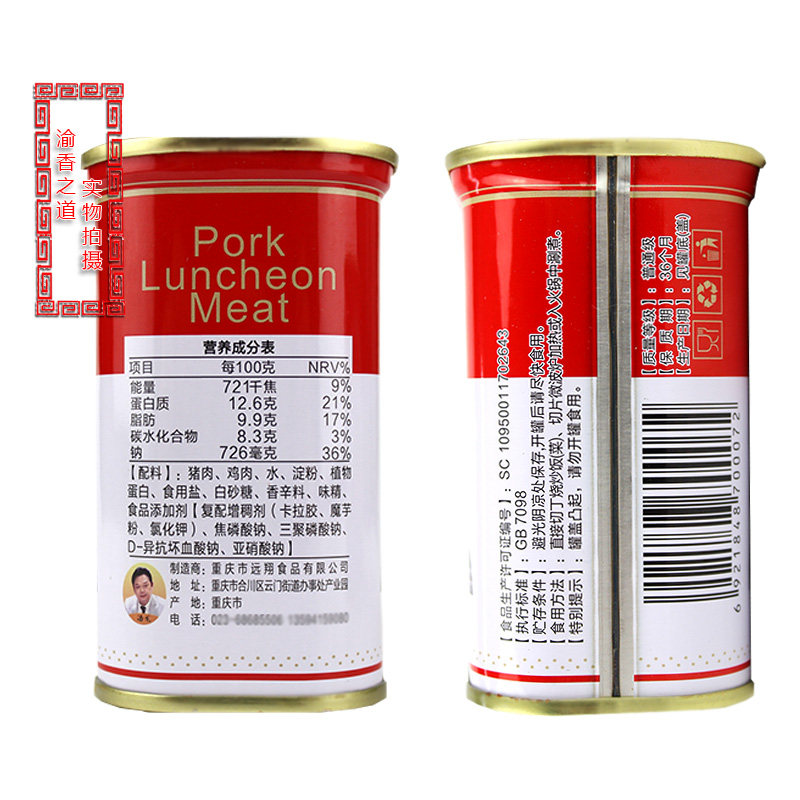 渝香之道
实物拍摄
Pork
Luncheon
Meat
营养成分表
项目 每100克 NRV%
能量 721千焦 9%
蛋白质 12.6克 21%
脂肪 9.9克 17%
碳水化合物 8.3克 3%
钠 726毫克 36%
【配料】：猪肉、鸡肉、水、淀粉、植物
蛋白、食用盐、白砂糖、香辛料、味精、
食品添加剂【复配增稠剂（卡拉胶、魔芋
粉、氯化钾）、焦磷酸钠、三聚磷酸钠、
D-异抗坏血酸钠、亚硝酸钠】
制造商：重庆市远翔食品有限公司
地 址：重庆市合川区云门街道办事处产业园
产 地：重庆市
电 话：
【食品生产许可证编号】：SC 10950011702643
【执行标准】：GB 7098
【贮存条件】：避光阴凉处保存，开罐后请尽快食用。
【食用方法】：直接切丁烧炒饭(菜)、切片微波炉加热或入火锅中涮煮。
【特别提示】：罐盖凸起，请勿开罐食用。
【质量等级】：普通级
【保 质 期】：36个月
【生产日期】：见罐底(盖)
6921848700072